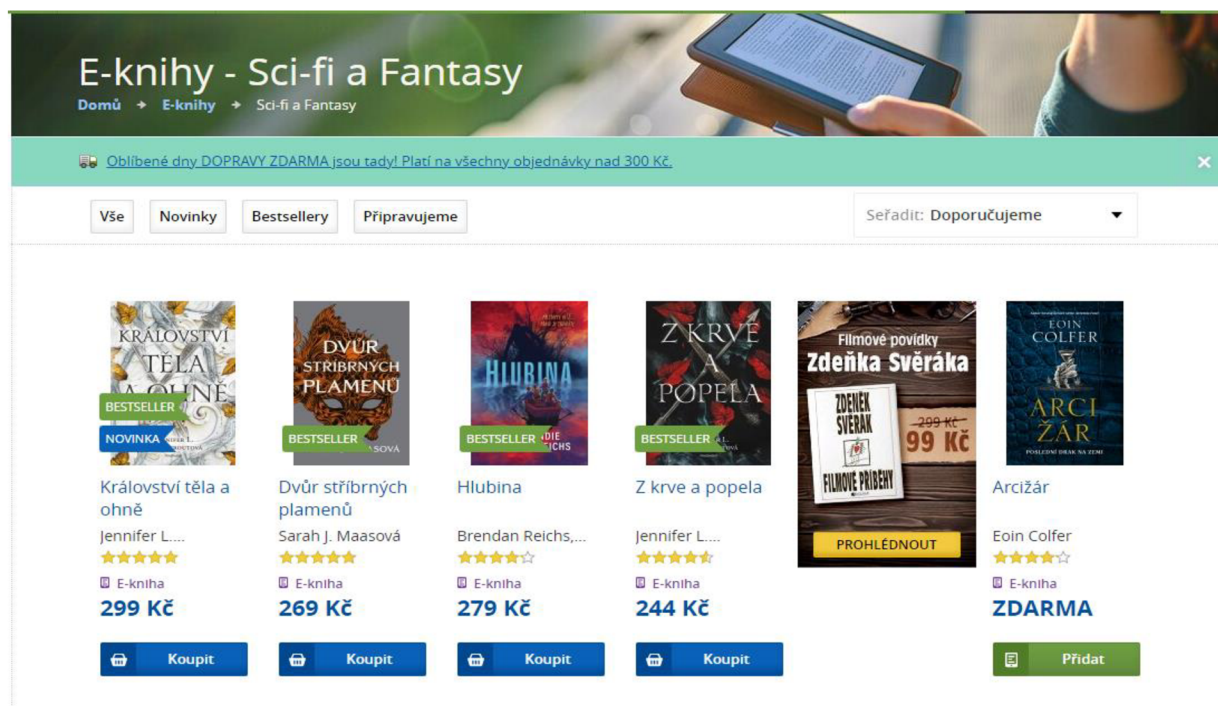 E-knihy - Sci-fi a Fantasy
Domů → E-knihy → Sci-fi a Fantasy
Oblíbené dny DOPRAVY ZDARMA jsou tady! Platí na všechny objednávky nad 300 Kč.
Vše
Novinky
Bestsellery
Připravujeme
Seřadit: Doporučujeme
KRÁLOVSTVÍ
TĚLA
A OHNĚ
BESTSELLER
NOVINKA
Království těla a
ohně
Jennifer L....
E-kniha
299 Kč
Koupit
DVŮR
STŘÍBRNÝCH
PLAMENŮ
BESTSELLER
Dvůr stříbrných
plamenů
Sarah J. Maasová
E-kniha
269 Kč
Koupit
HLUBINA
BESTSELLER
Hlubina
Brendan Reichs,...
E-kniha
279 Kč
Koupit
Z KRVE
A
POPELA
BESTSELLER
Z krve a popela
Jennifer L....
E-kniha
244 Kč
Koupit
Filmové povídky
Zdeňka Svěráka
ZDENĚK
SVĚRÁK
FILMOVÉ PŘÍBĚHY
299 Kč
99 Kč
PROHLÉDNOUT
EOIN
COLFER
ARCI
ŽÁR
POSLEDNÍ DRAK NA ZEMI
Arcižár
Eoin Colfer
E-kniha
ZDARMA
Přidat